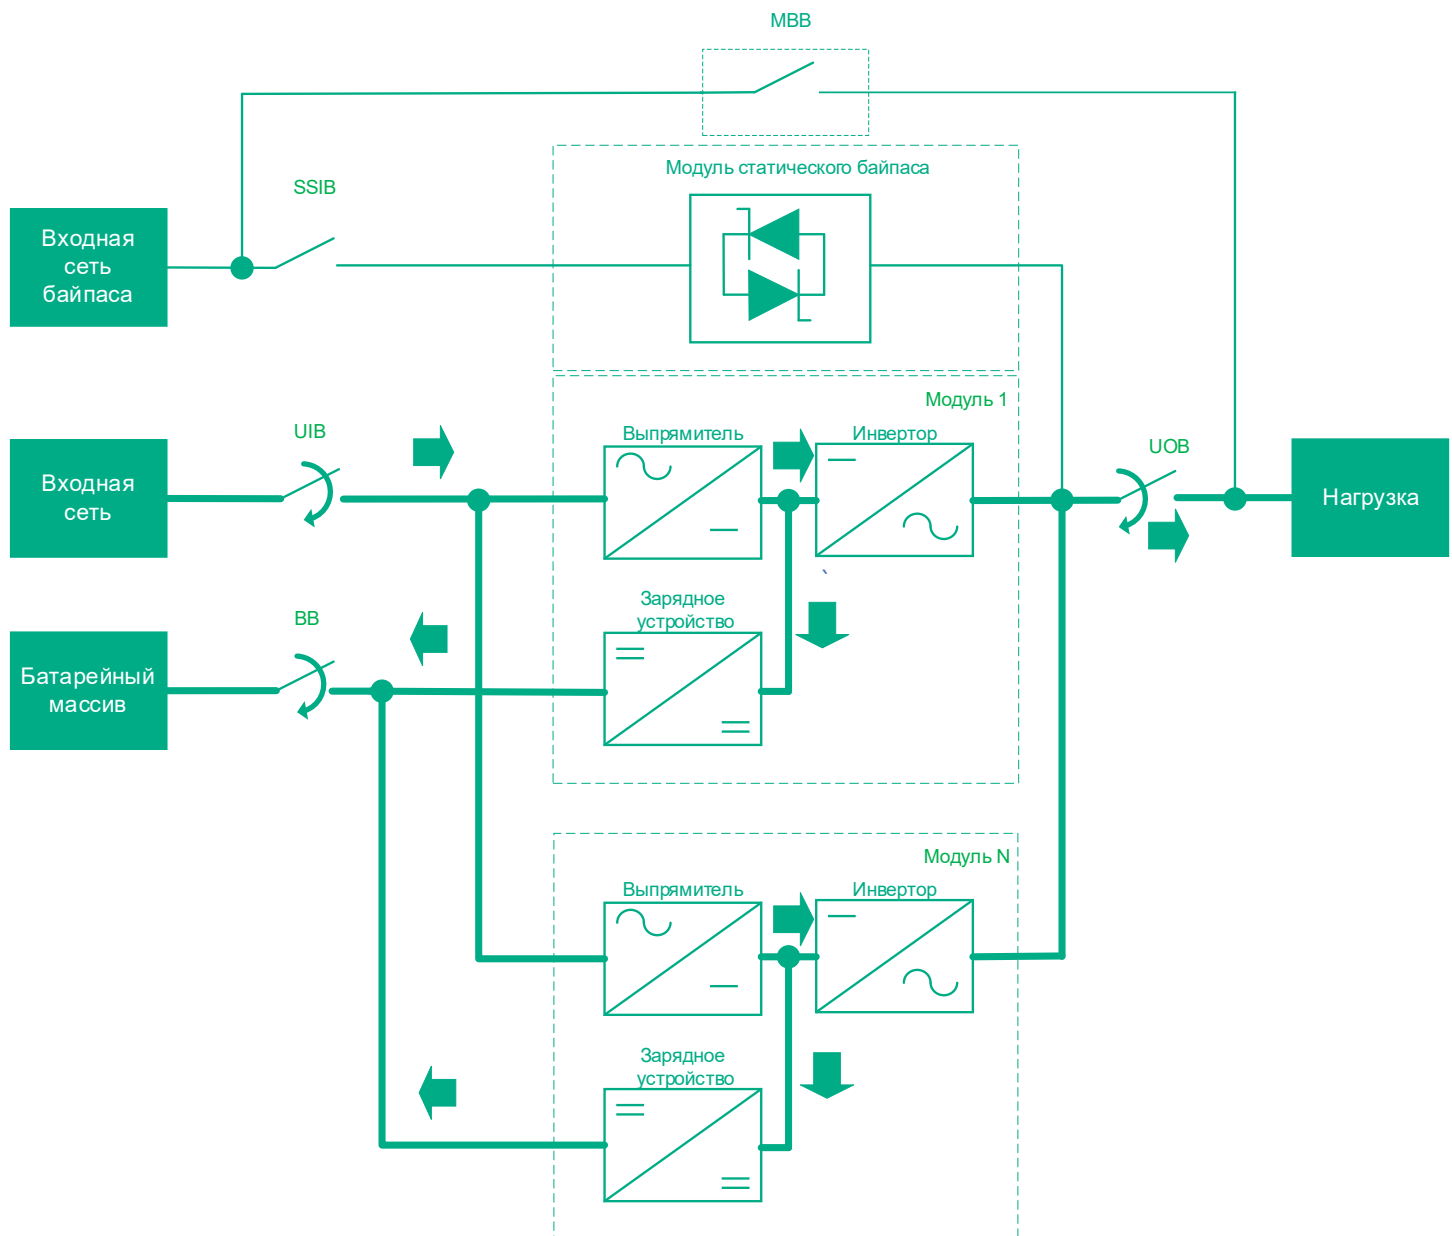 MBB
Модуль статического байпаса
SSIB
Входная
сеть
байпаса
Модуль 1
UIB
Выпрямитель
Инвертор
UOB
Входная
сеть
Нагрузка
Зарядное
устройство
BB
Батарейный
массив
Модуль N
Выпрямитель
Инвертор
Зарядное
устройство